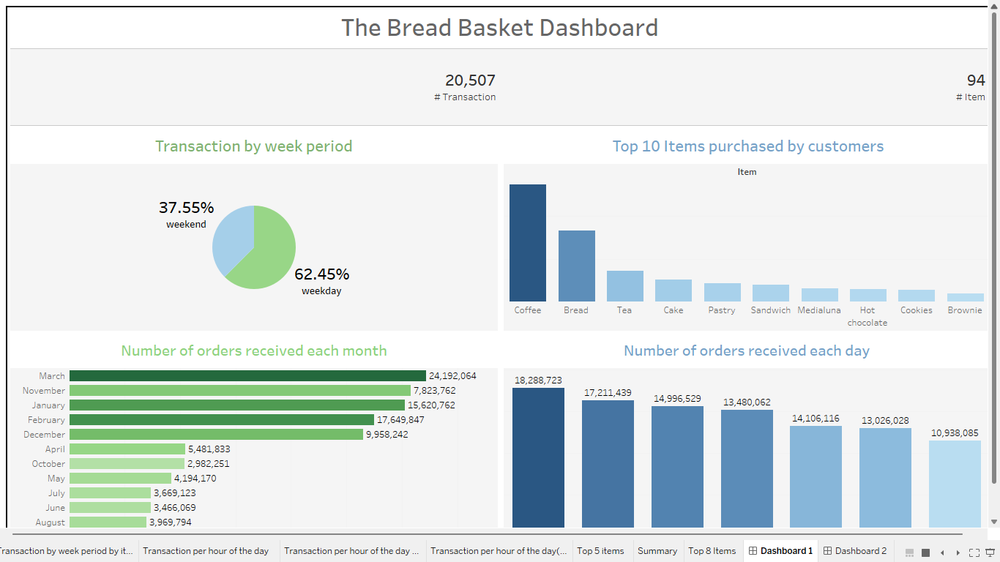 The Bread Basket Dashboard
20,507
# Transaction
94
# Item
Transaction by week period
37.55%
weekend
62.45%
weekday
Top 10 Items purchased by customers
Item
Coffee
Bread
Tea
Cake
Pastry
Sandwich
Medialuna
Hot
chocolate
Cookies
Brownie
Number of orders received each month
March 24,192,064
November 7,823,762
January 15,620,762
February 17,649,847
December 9,958,242
April 5,481,833
October 2,982,251
May 4,194,170
July 3,669,123
June 3,466,069
August 3,969,794
Number of orders received each day
18,288,723
17,211,439
14,996,529
13,480,062
14,106,116
13,026,028
10,938,085
Transaction by week period by it...
Transaction per hour of the day
Transaction per hour of the day ...
Transaction per hour of the day(...
Top 5 items
Summary
Top 8 Items
Dashboard 1
Dashboard 2